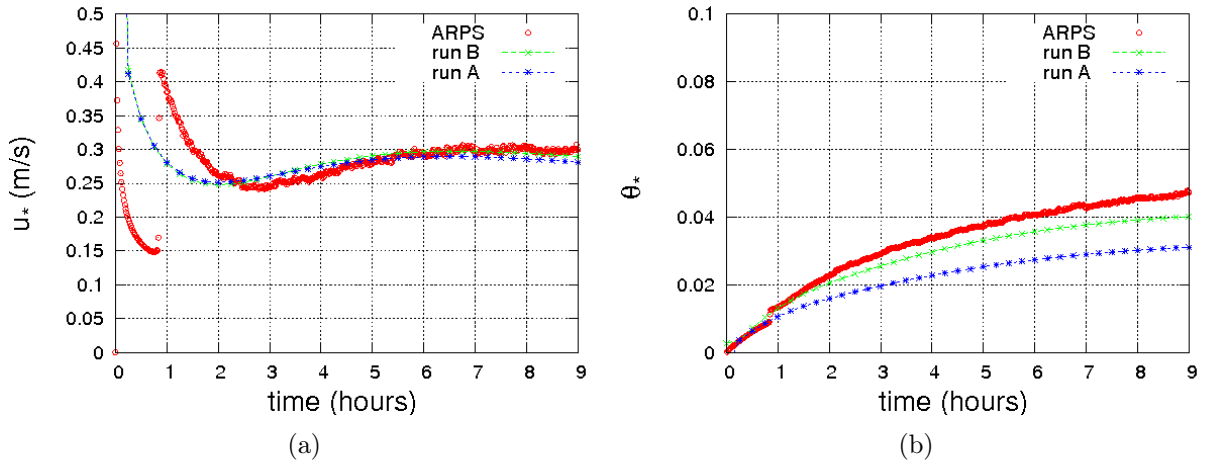 0.5
0.45
0.4
0.35
0.3
0.25
0.2
0.15
0.1
0.05
0
u* (m/s)
0 1 2 3 4 5 6 7 8 9
time (hours)
ARPS
run B
run A
(a)
0.1
0.08
0.06
0.04
0.02
0
θ*
0 1 2 3 4 5 6 7 8 9
time (hours)
ARPS
run B
run A
(b)